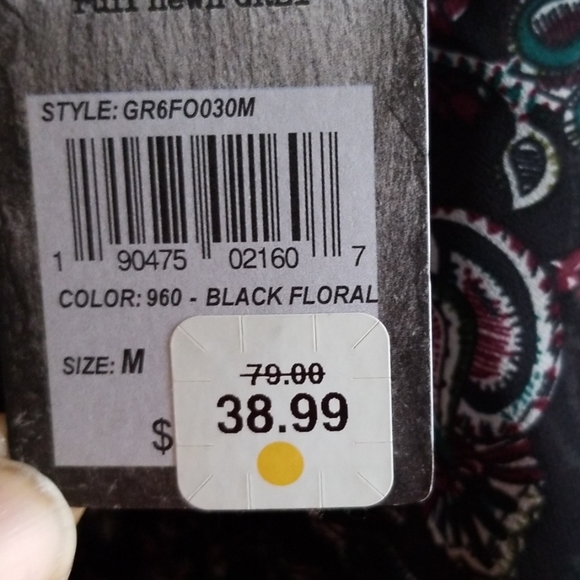 STYLE: GR6FO030M
1 90475 02160 7
COLOR: 960 - BLACK FLORAL
SIZE: M
79.00
$ 38.99